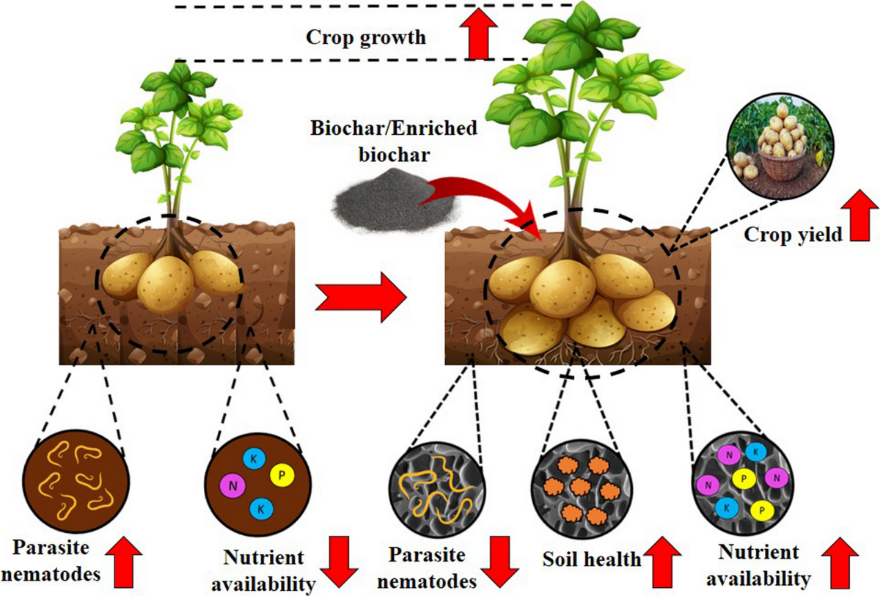 Crop growth
Biochar/Enriched
biochar
Crop yield
K
N
P
K
N
K
P
N
K
P
Parasite
nematodes
Nutrient
availability
Parasite
nematodes
Soil health
Nutrient
availability